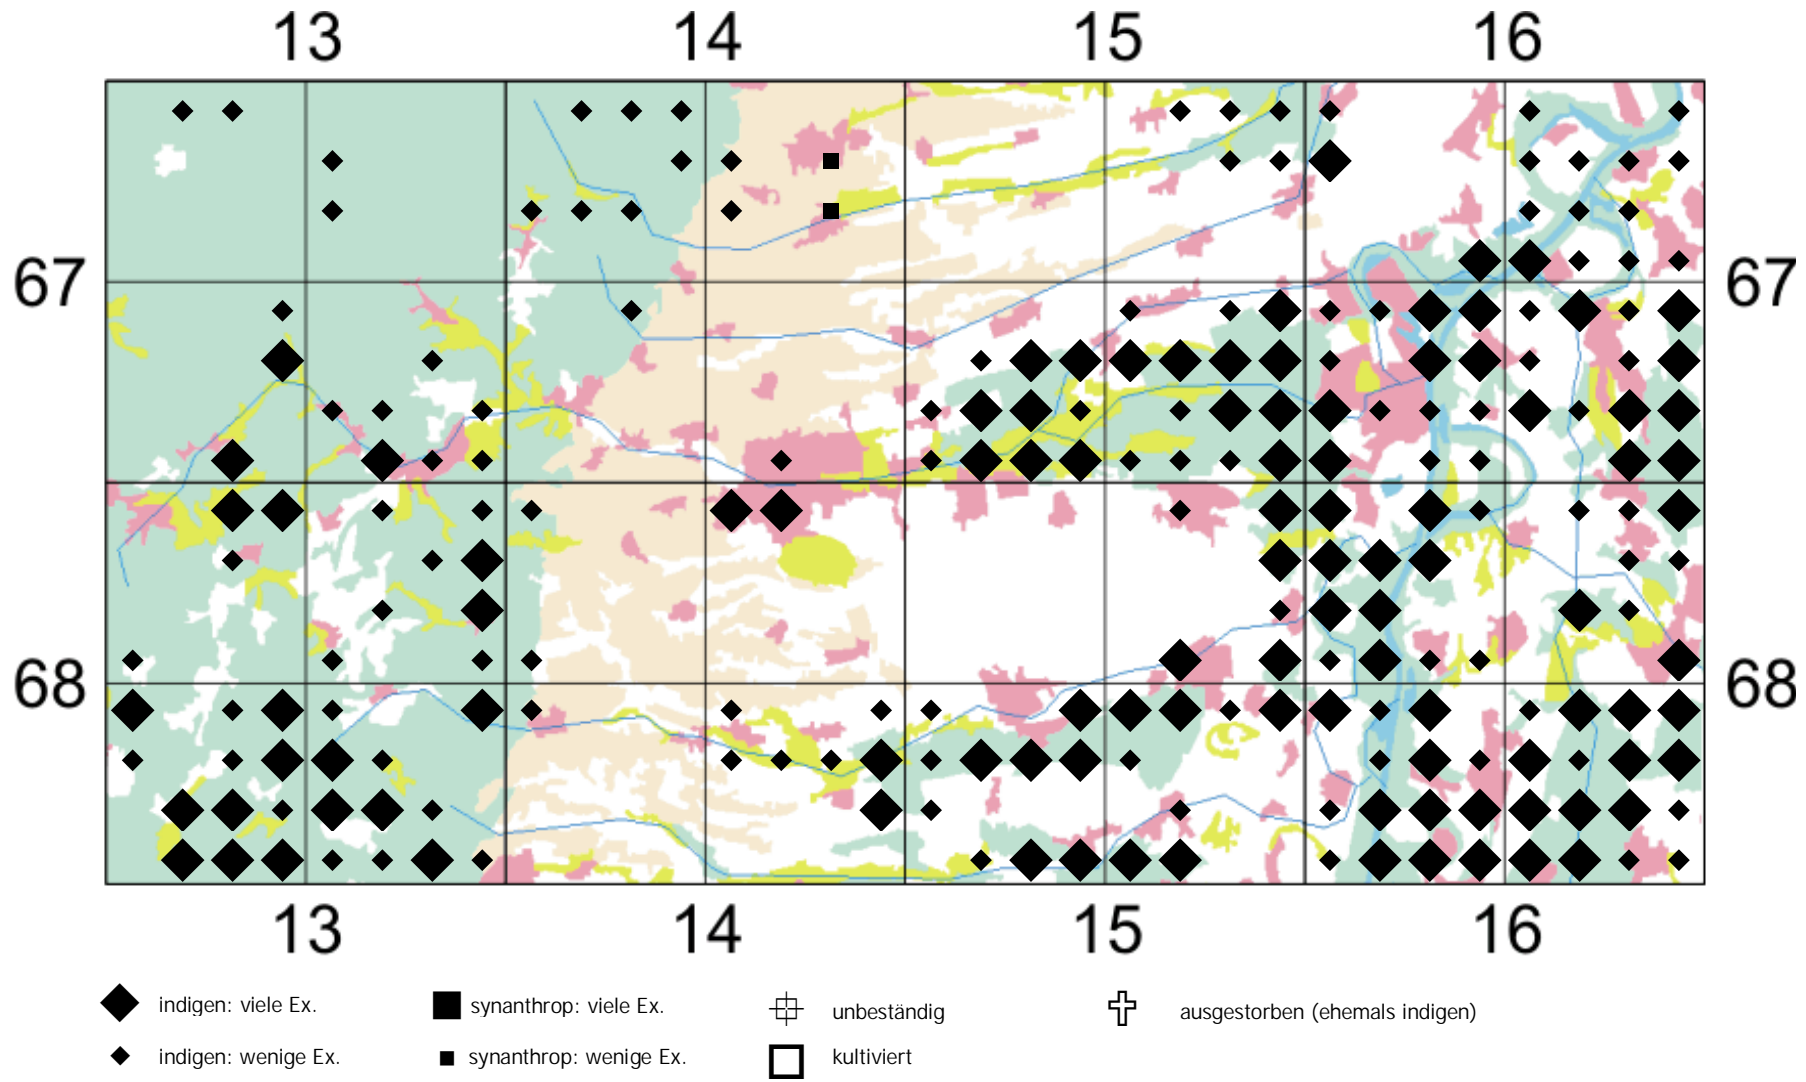 13 14 15 16
67 67
68 68
13 14 15 16
indigen: viele Ex. synanthrop: viele Ex. unbeständig ausgestorben (ehemals indigen)
indigen: wenige Ex. synanthrop: wenige Ex. kultiviert